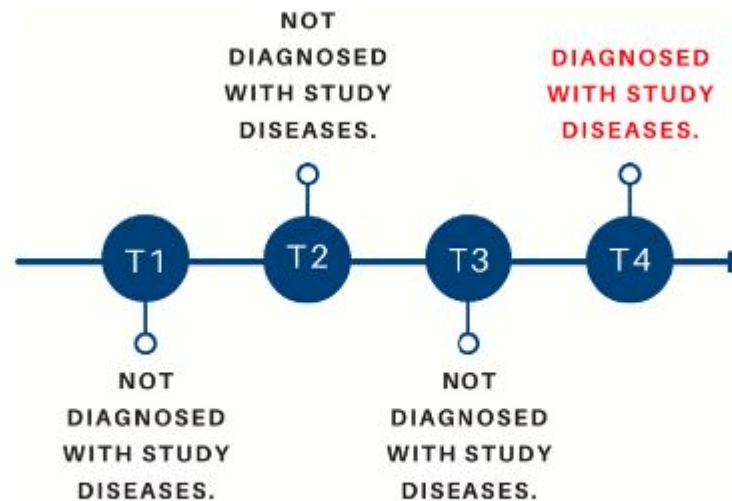 NOT
DIAGNOSED
WITH STUDY
DISEASES.
DIAGNOSED
WITH STUDY
DISEASES.
T1
T2
T3
T4
NOT
DIAGNOSED
WITH STUDY
DISEASES.
NOT
DIAGNOSED
WITH STUDY
DISEASES.